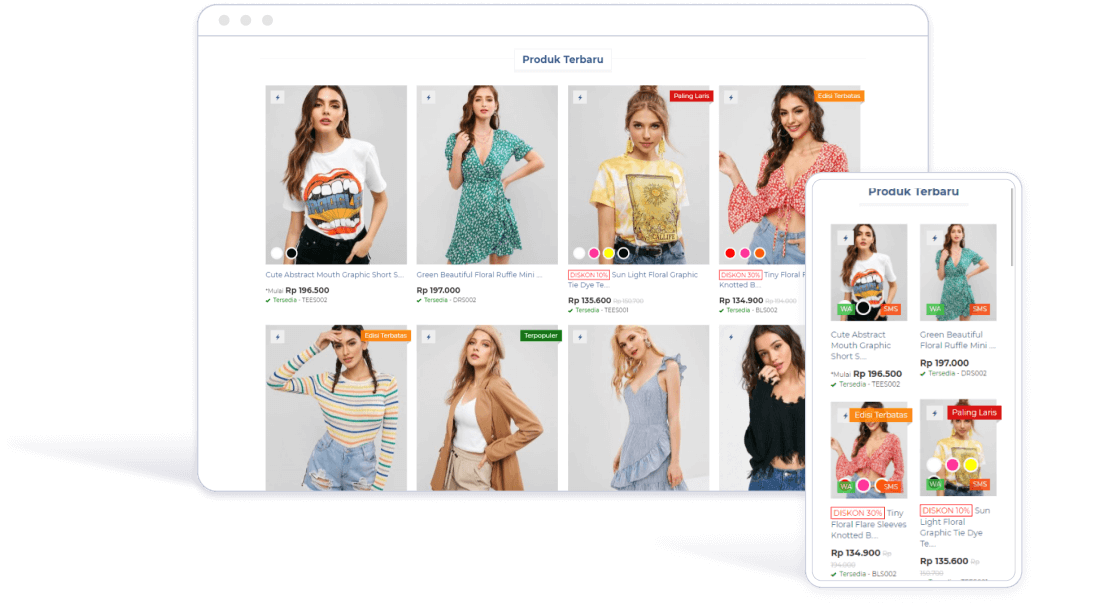 Produk Terbaru
Paling Laris
Edisi Terbatas
Cute Abstract Mouth Graphic Short S...
*Mulai Rp 196.500
Tersedia - TEES002
Green Beautiful Floral Ruffle Mini ...
Rp 197.000
Tersedia - DRS002
DISKON 10% Sun Light Floral Graphic
Tie Dye Te...
Rp 135.600
Tersedia - TEES001
DISKON 30% Tiny Floral F
Knotted B...
Rp 134.900 Rp 194.000
Tersedia - BLS002
Edisi Terbatas
Terpopuler
Produk Terbaru
WA
SMS
WA
SMS
Cute Abstract
Mouth Graphic
Short S...
*Mulai Rp 196.500
Tersedia - TEES002
Green Beautiful
Floral Ruffle Mini ...
Rp 197.000
Tersedia - DRS002
Edisi Terbatas
Paling Laris
WA
SMS
WA
SMS
DISKON 30% Tiny
Floral Flare Sleeves
Knotted B...
Rp 134.900 Rp
194.000
Tersedia - BLS002
DISKON 10% Sun
Light Floral
Graphic Tie Dye
Te...
Rp 135.600 Rp